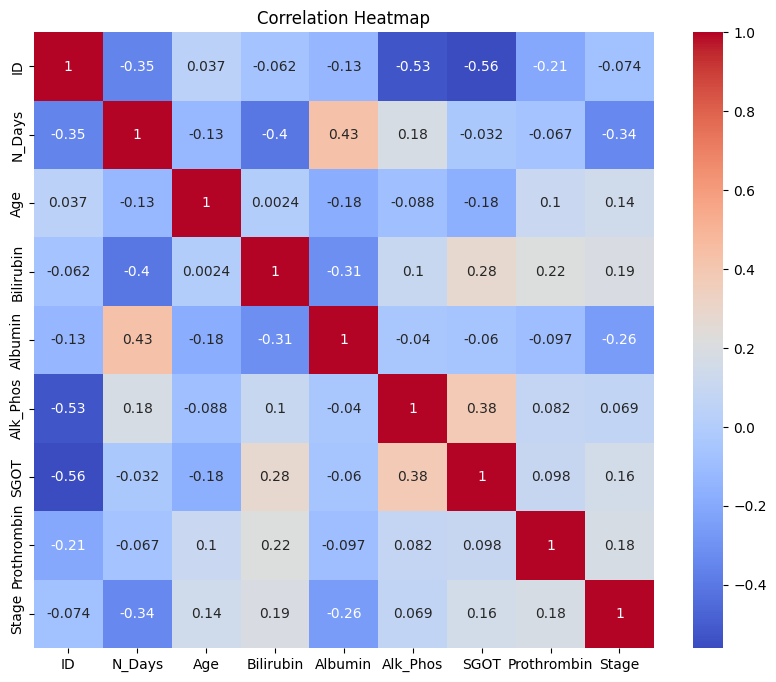 Correlation Heatmap
ID 1 -0.35 0.037 -0.062 -0.13 -0.53 -0.56 -0.21 -0.074
N_Days -0.35 1 -0.13 -0.4 0.43 0.18 -0.032 -0.067 -0.34
Age 0.037 -0.13 1 0.0024 -0.18 -0.088 -0.18 0.1 0.14
Bilirubin -0.062 -0.4 0.0024 1 -0.31 0.1 0.28 0.22 0.19
Albumin -0.13 0.43 -0.18 -0.31 1 -0.04 -0.06 -0.097 -0.26
Alk_Phos -0.53 0.18 -0.088 0.1 -0.04 1 0.38 0.082 0.069
SGOT -0.56 -0.032 -0.18 0.28 -0.06 0.38 1 0.098 0.16
Prothrombin -0.21 -0.067 0.1 0.22 -0.097 0.082 0.098 1 0.18
Stage -0.074 -0.34 0.14 0.19 -0.26 0.069 0.16 0.18 1
ID N_Days Age Bilirubin Albumin Alk_Phos SGOT Prothrombin Stage
1.0
0.8
0.6
0.4
0.2
0.0
−0.2
−0.4